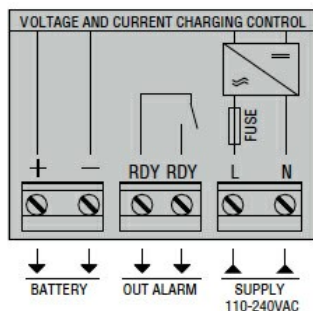 VOLTAGE AND CURRENT CHARGING CONTROL
FUSE
+ − RDY RDY L N
BATTERY OUT ALARM SUPPLY
110-240VAC